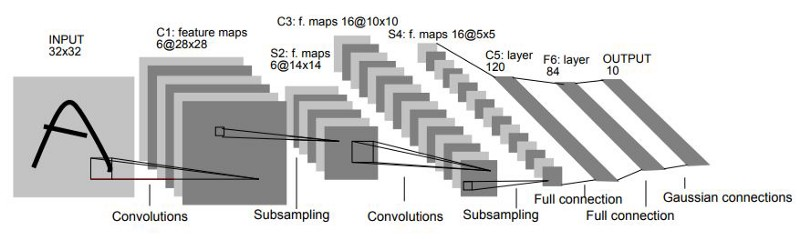 INPUT
32x32
C1: feature maps
6@28x28
C3: f. maps 16@10x10
S2: f. maps
6@14x14
S4: f. maps 16@5x5
C5: layer
120
F6: layer
84
OUTPUT
10
A
Convolutions
Subsampling
Convolutions
Subsampling
Full connection
Full connection
Gaussian connections